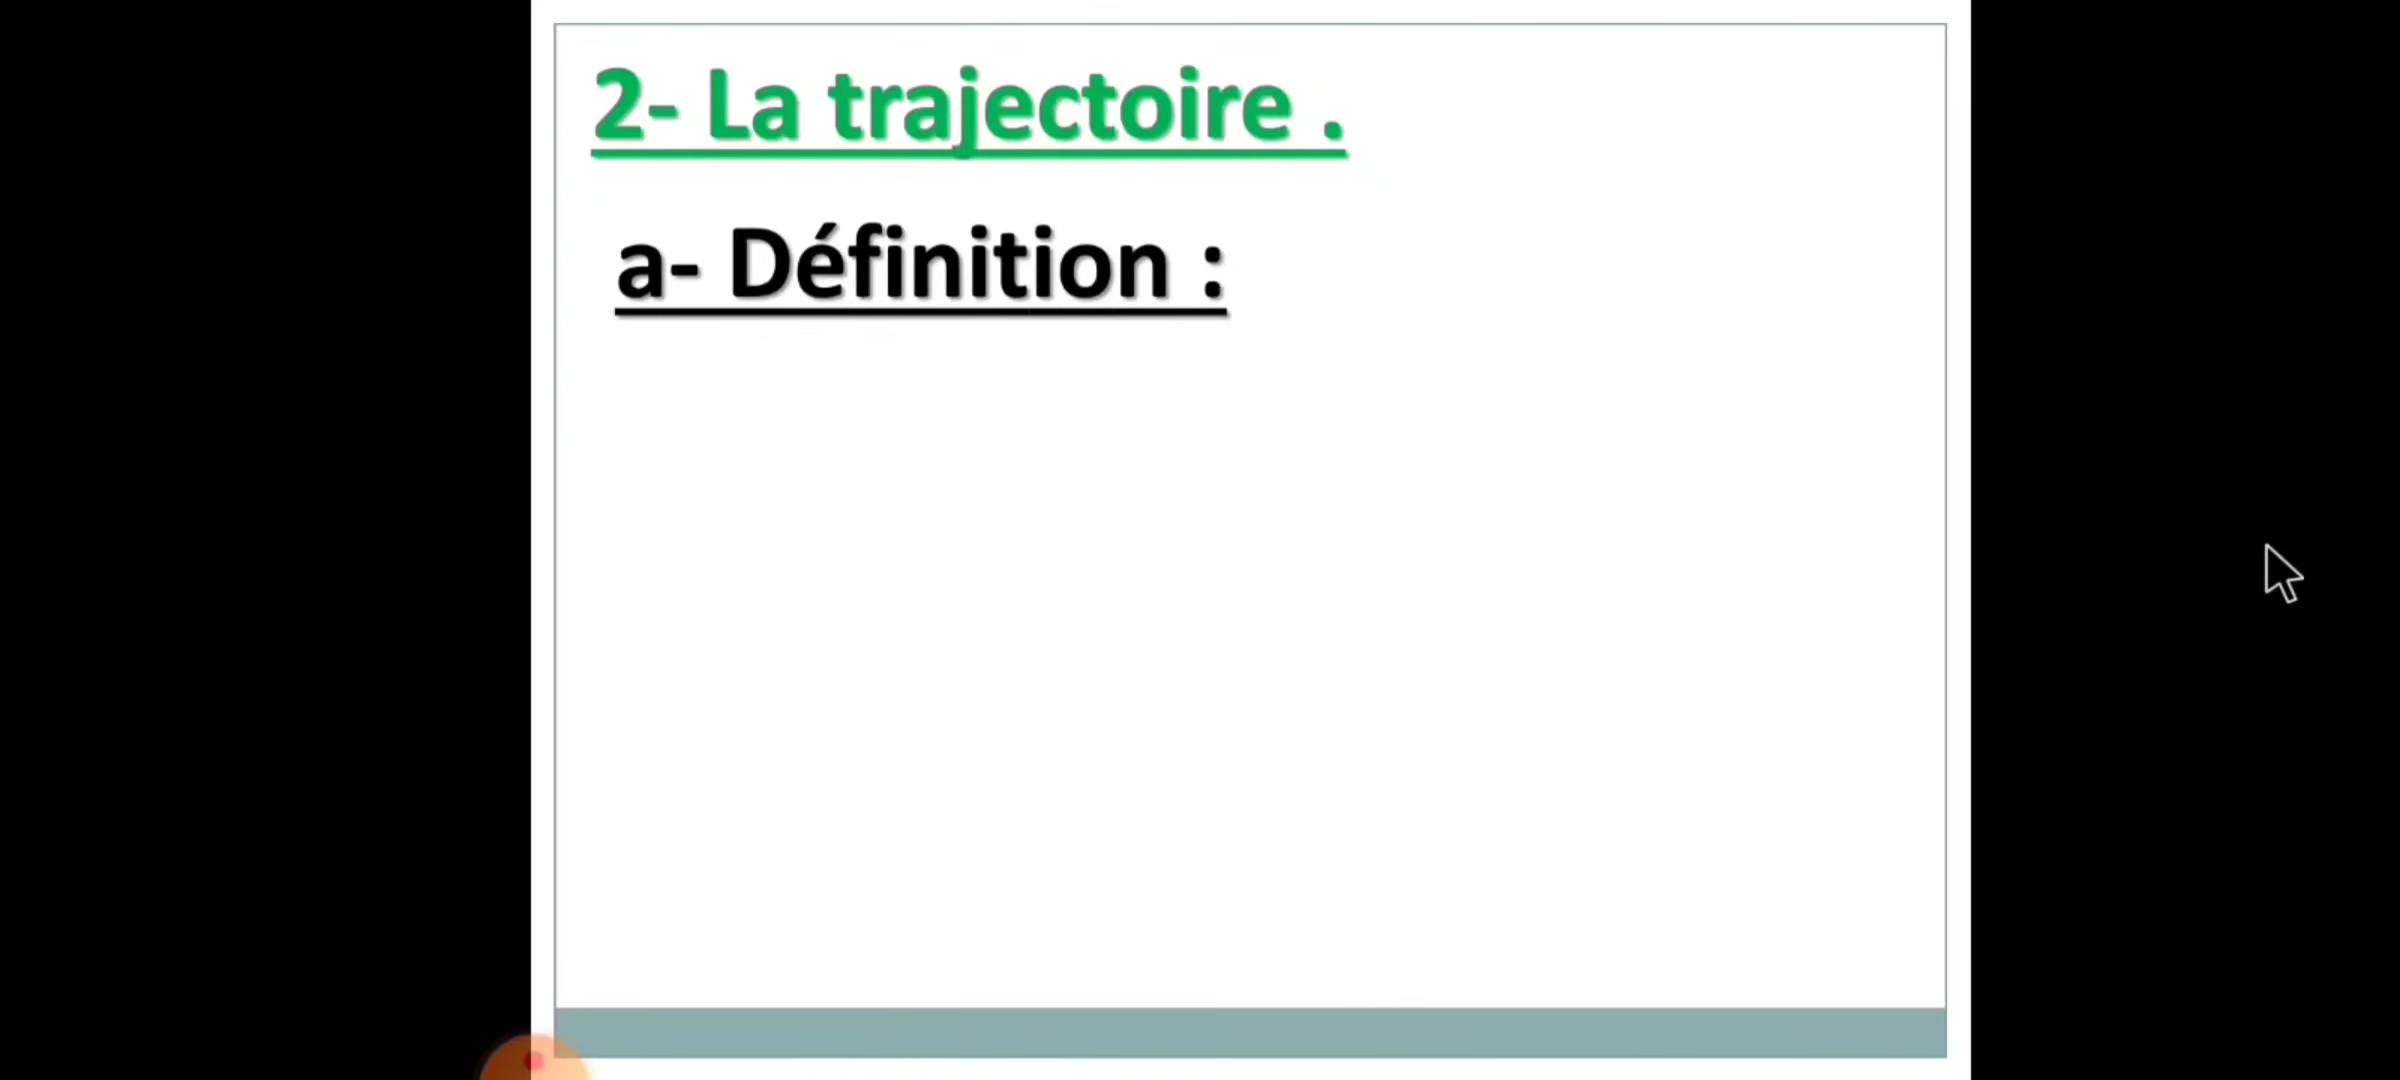 2- La trajectoire .
a- Définition :